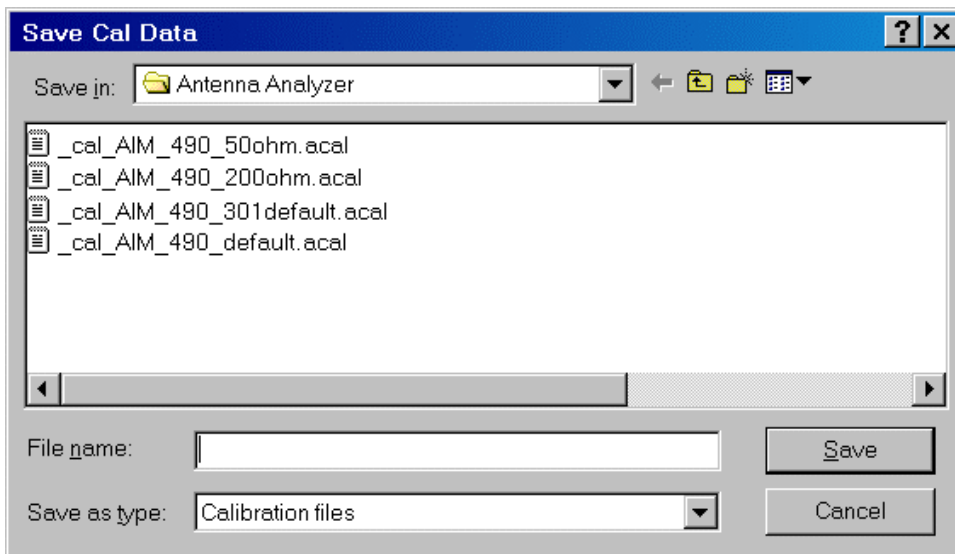 Save Cal Data
Save in: Antenna Analyzer
_cal_AIM_490_50ohm.acal
_cal_AIM_490_200ohm.acal
_cal_AIM_490_301default.acal
_cal_AIM_490_default.acal
File name:
Save
Save as type: Calibration files
Cancel